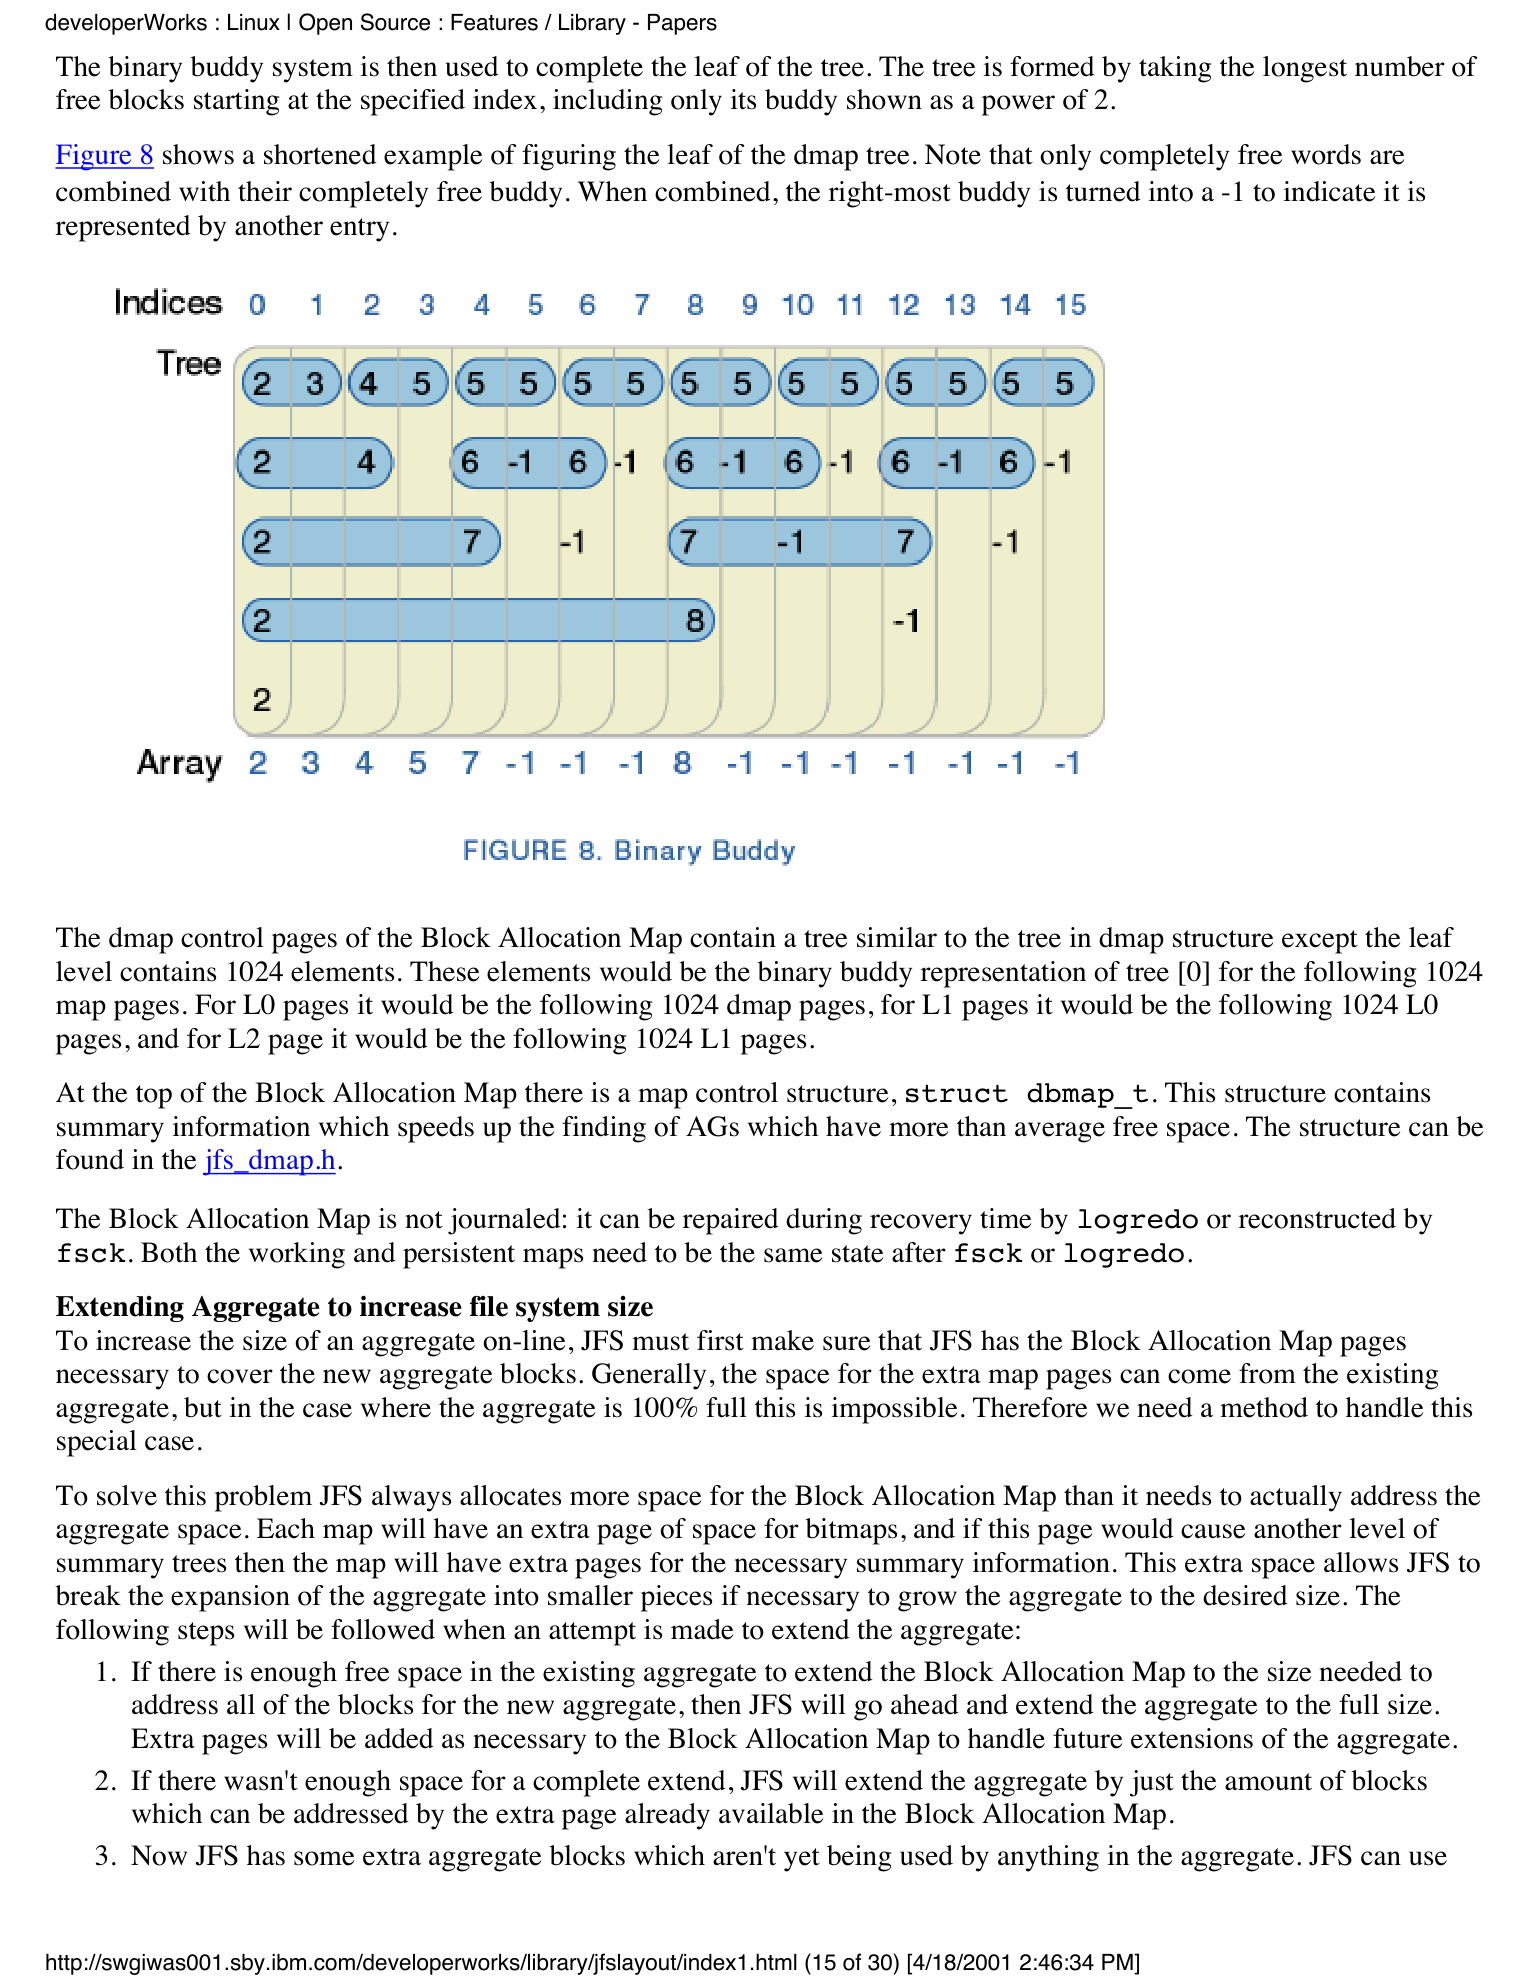 developerWorks : Linux | Open Source : Features / Library - Papers
The binary buddy system is then used to complete the leaf of the tree. The tree is formed by taking the longest number of
free blocks starting at the specified index, including only its buddy shown as a power of 2.
Figure 8 shows a shortened example of figuring the leaf of the dmap tree. Note that only completely free words are
combined with their completely free buddy. When combined, the right-most buddy is turned into a -1 to indicate it is
represented by another entry.
Indices 0 1 2 3 4 5 6 7 8 9 10 11 12 13 14 15
Tree 2 3 4 5 5 5 5 5 5 5 5 5 5 5 5 5
2 4 6 -1 6 -1 6 -1 6 -1 6 -1 6 -1
2 7 -1 7 -1 7 -1
2 8 -1
2
Array 2 3 4 5 7 -1 -1 -1 8 -1 -1 -1 -1 -1 -1 -1
FIGURE 8. Binary Buddy
The dmap control pages of the Block Allocation Map contain a tree similar to the tree in dmap structure except the leaf
level contains 1024 elements. These elements would be the binary buddy representation of tree [0] for the following 1024
map pages. For L0 pages it would be the following 1024 dmap pages, for L1 pages it would be the following 1024 L0
pages, and for L2 page it would be the following 1024 L1 pages.
At the top of the Block Allocation Map there is a map control structure, struct dbmap_t. This structure contains
summary information which speeds up the finding of AGs which have more than average free space. The structure can be
found in the jfs_dmap.h.
The Block Allocation Map is not journaled: it can be repaired during recovery time by logredo or reconstructed by
fsck. Both the working and persistent maps need to be the same state after fsck or logredo.
Extending Aggregate to increase file system size
To increase the size of an aggregate on-line, JFS must first make sure that JFS has the Block Allocation Map pages
necessary to cover the new aggregate blocks. Generally, the space for the extra map pages can come from the existing
aggregate, but in the case where the aggregate is 100% full this is impossible. Therefore we need a method to handle this
special case.
To solve this problem JFS always allocates more space for the Block Allocation Map than it needs to actually address the
aggregate space. Each map will have an extra page of space for bitmaps, and if this page would cause another level of
summary trees then the map will have extra pages for the necessary summary information. This extra space allows JFS to
break the expansion of the aggregate into smaller pieces if necessary to grow the aggregate to the desired size. The
following steps will be followed when an attempt is made to extend the aggregate:
1. If there is enough free space in the existing aggregate to extend the Block Allocation Map to the size needed to
address all of the blocks for the new aggregate, then JFS will go ahead and extend the aggregate to the full size.
Extra pages will be added as necessary to the Block Allocation Map to handle future extensions of the aggregate.
2. If there wasn't enough space for a complete extend, JFS will extend the aggregate by just the amount of blocks
which can be addressed by the extra page already available in the Block Allocation Map.
3. Now JFS has some extra aggregate blocks which aren't yet being used by anything in the aggregate. JFS can use
http://swgiwas001.sby.ibm.com/developerworks/library/jfslayout/index1.html (15 of 30) [4/18/2001 2:46:34 PM]